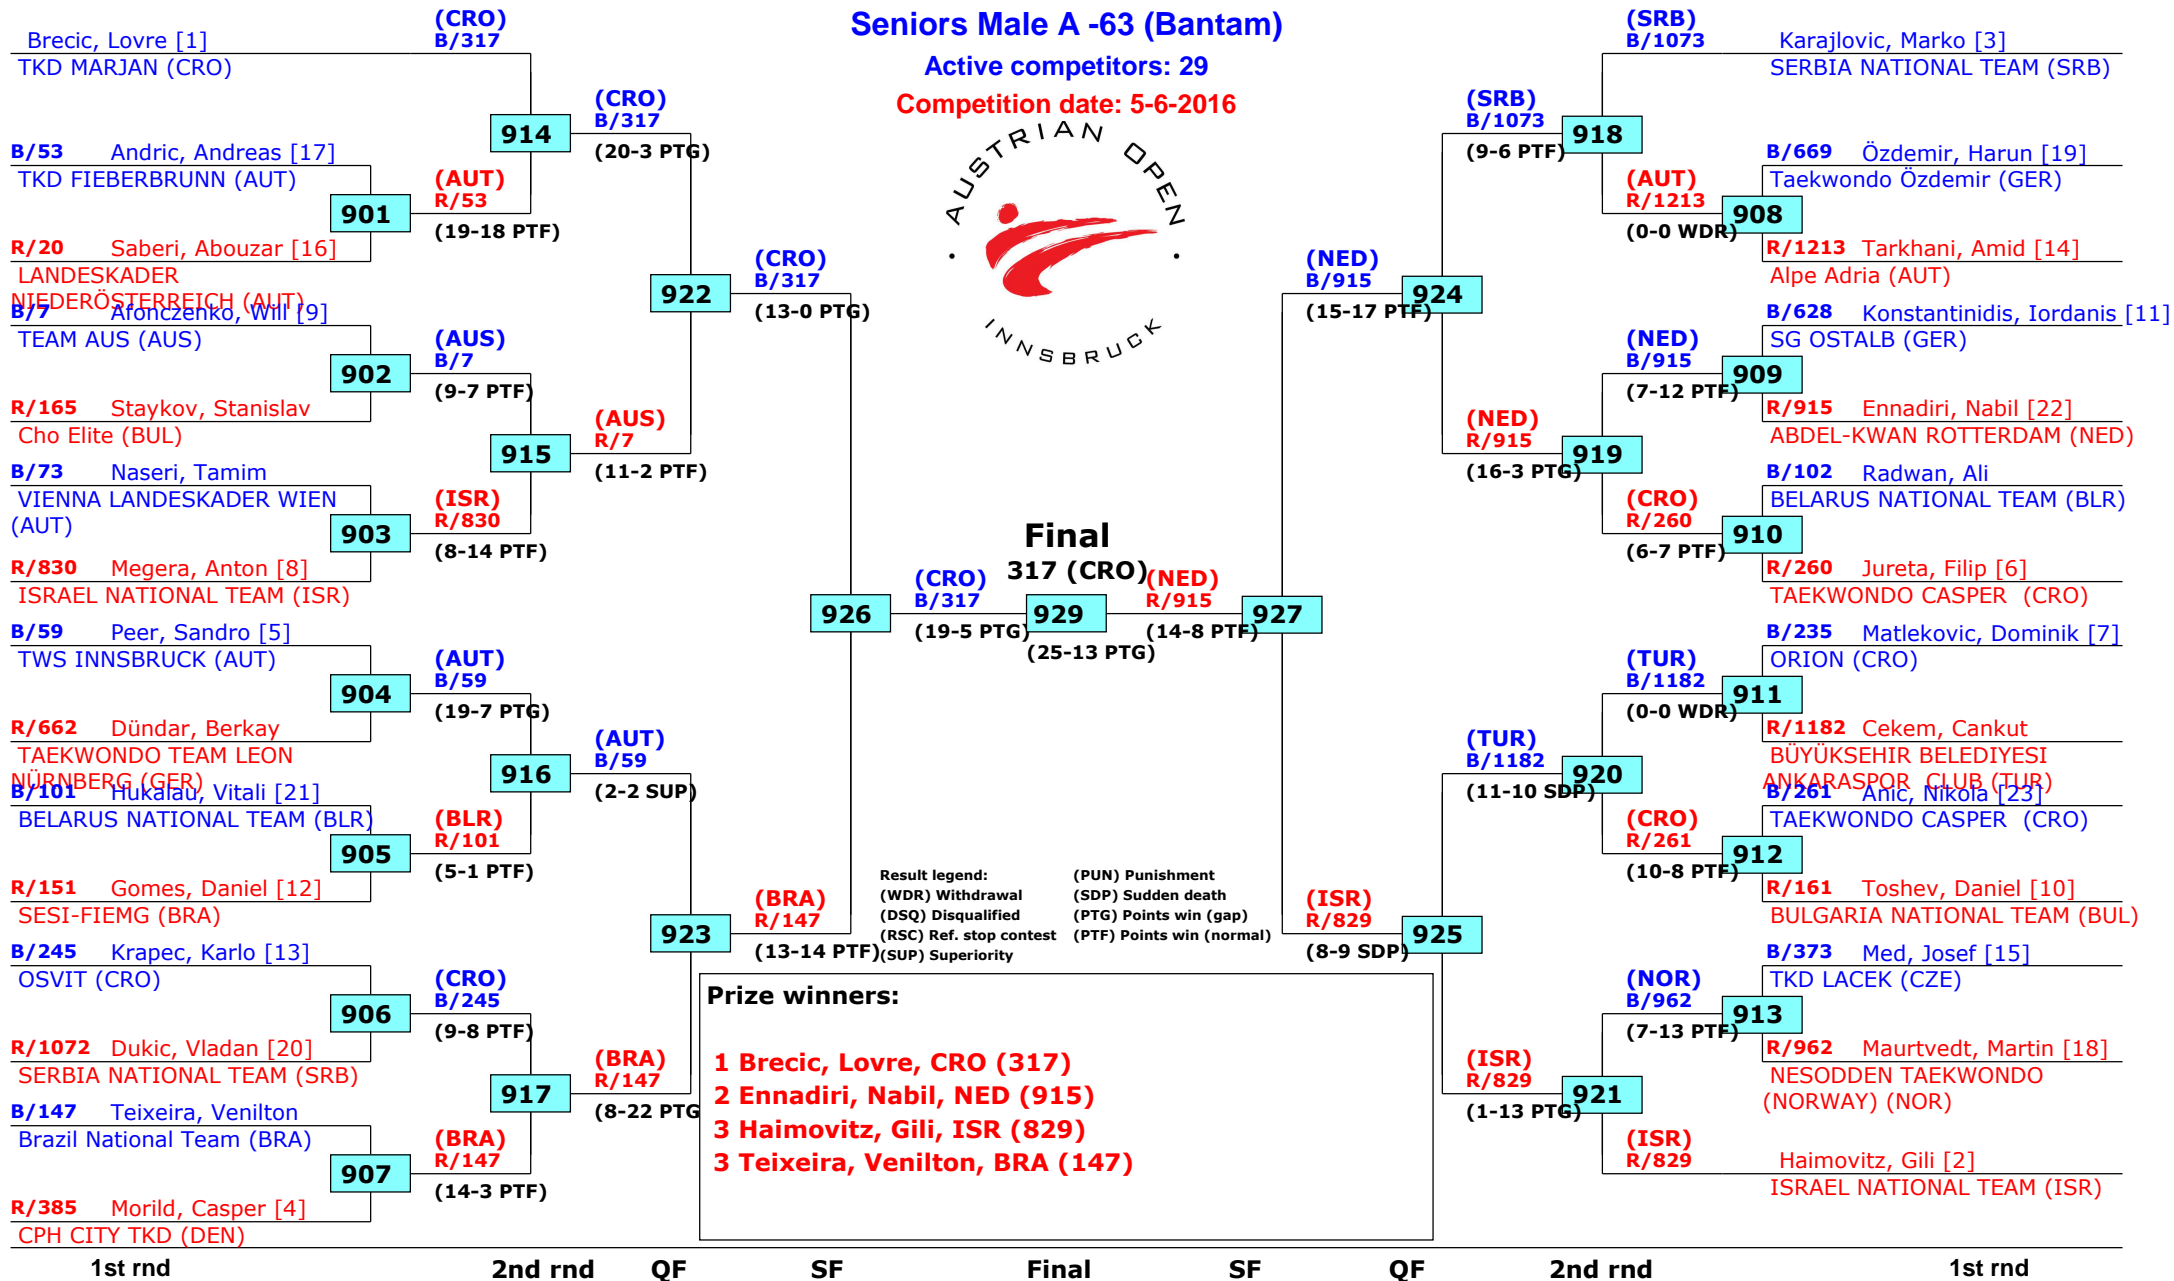 Seniors Male A -63 (Bantam)
Active competitors: 29
Competition date: 5-6-2016
AUSTRIAN OPEN
INNSBRUCK
Brecic, Lovre [1]
TKD MARJAN (CRO)
(CRO)
B/317
B/53 Andric, Andreas [17]
TKD FIEBERBRUNN (AUT)
901
R/20 Saberi, Abouzar [16]
LANDESKADER
NIEDERÖSTERREICH (AUT)
(AUT)
R/53
(19-18 PTF)
914
(CRO)
B/317
(20-3 PTG)
B/7 Afonczenko, Will [9]
TEAM AUS (AUS)
902
R/165 Staykov, Stanislav
Cho Elite (BUL)
(AUS)
B/7
(9-7 PTF)
B/73 Naseri, Tamim
VIENNA LANDESKADER WIEN
(AUT)
903
R/830 Megera, Anton [8]
ISRAEL NATIONAL TEAM (ISR)
(ISR)
R/830
(8-14 PTF)
915
(AUS)
R/7
(11-2 PTF)
922
(CRO)
B/317
(13-0 PTG)
B/59 Peer, Sandro [5]
TWS INNSBRUCK (AUT)
904
R/662 Dündar, Berkay
TAEKWONDO TEAM LEON
NÜRNBERG (GER)
(AUT)
B/59
(19-7 PTG)
B/101 Hukalau, Vitali [21]
BELARUS NATIONAL TEAM (BLR)
905
R/151 Gomes, Daniel [12]
SESI-FIEMG (BRA)
(BLR)
R/101
(5-1 PTF)
916
(AUT)
B/59
(2-2 SUP)
B/245 Krapec, Karlo [13]
OSVIT (CRO)
906
R/1072 Dukic, Vladan [20]
SERBIA NATIONAL TEAM (SRB)
(CRO)
B/245
(9-8 PTF)
B/147 Teixeira, Venilton
Brazil National Team (BRA)
907
R/385 Morild, Casper [4]
CPH CITY TKD (DEN)
(BRA)
R/147
(14-3 PTF)
917
(BRA)
R/147
(8-22 PTG
923
(BRA)
R/147
(13-14 PTF)
926
(CRO)
B/317
(19-5 PTG)
Final
317 (CRO)
929
(25-13 PTG)
(NED)
R/915
(14-8 PTF)
927
(NED)
B/915
(15-17 PTF)
924
(SRB)
B/1073
(9-6 PTF)
918
(SRB)
B/1073
Karajlovic, Marko [3]
SERBIA NATIONAL TEAM (SRB)
(AUT)
R/1213
(0-0 WDR)
908
B/669 Özdemir, Harun [19]
Taekwondo Özdemir (GER)
R/1213 Tarkhani, Amid [14]
Alpe Adria (AUT)
(NED)
R/915
(16-3 PTG)
919
(NED)
B/915
(7-12 PTF)
909
B/628 Konstantinidis, Iordanis [11]
SG OSTALB (GER)
R/915 Ennadiri, Nabil [22]
ABDEL-KWAN ROTTERDAM (NED)
(CRO)
R/260
(6-7 PTF)
910
B/102 Radwan, Ali
BELARUS NATIONAL TEAM (BLR)
R/260 Jureta, Filip [6]
TAEKWONDO CASPER (CRO)
(ISR)
R/829
(8-9 SDP)
925
(TUR)
B/1182
(11-10 SDP)
920
(TUR)
B/1182
(0-0 WDR)
911
B/235 Matlekovic, Dominik [7]
ORION (CRO)
R/1182 Cekem, Cankut
BÜYÜKSEHIR BELEDIYESI
ANKARASPOR CLUB (TUR)
(CRO)
R/261
(10-8 PTF)
912
B/261 Anic, Nikola [23]
TAEKWONDO CASPER (CRO)
R/161 Toshev, Daniel [10]
BULGARIA NATIONAL TEAM (BUL)
(ISR)
R/829
(1-13 PTG)
921
(NOR)
B/962
(7-13 PTF)
913
B/373 Med, Josef [15]
TKD LACEK (CZE)
R/962 Maurtvedt, Martin [18]
NESODDEN TAEKWONDO
(NORWAY) (NOR)
(ISR)
R/829
Haimovitz, Gili [2]
ISRAEL NATIONAL TEAM (ISR)
Result legend: (PUN) Punishment
(WDR) Withdrawal (SDP) Sudden death
(DSQ) Disqualified (PTG) Points win (gap)
(RSC) Ref. stop contest (PTF) Points win (normal)
(SUP) Superiority
Prize winners:
1 Brecic, Lovre, CRO (317)
2 Ennadiri, Nabil, NED (915)
3 Haimovitz, Gili, ISR (829)
3 Teixeira, Venilton, BRA (147)
1st rnd 2nd rnd QF SF Final SF QF 2nd rnd 1st rnd